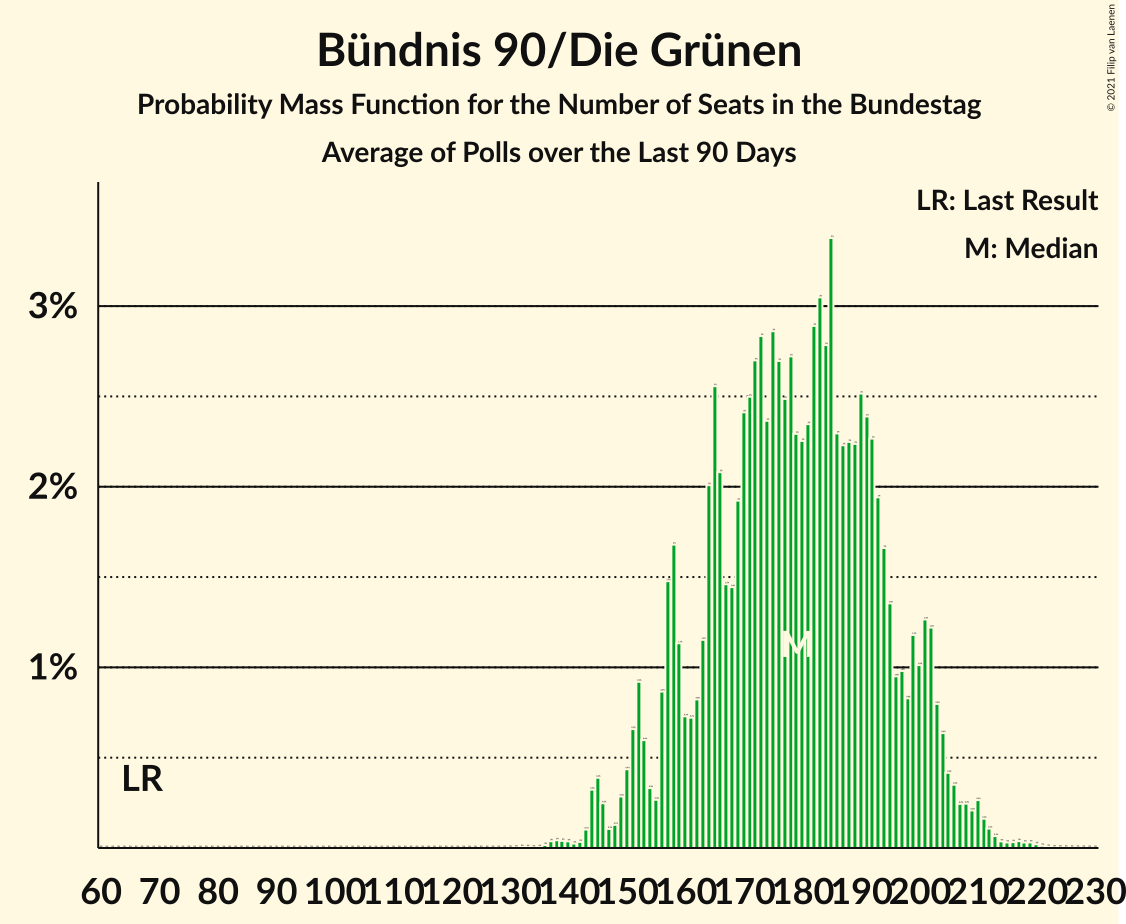 Bündnis 90/Die Grünen
Probability Mass Function for the Number of Seats in the Bundestag
Average of Polls over the Last 90 Days
© 2021 Filip van Laenen
LR: Last Result
M: Median
3%
2%
1%
LR
M
60 70 80 90 100 110 120 130 140 150 160 170 180 190 200 210 220 230